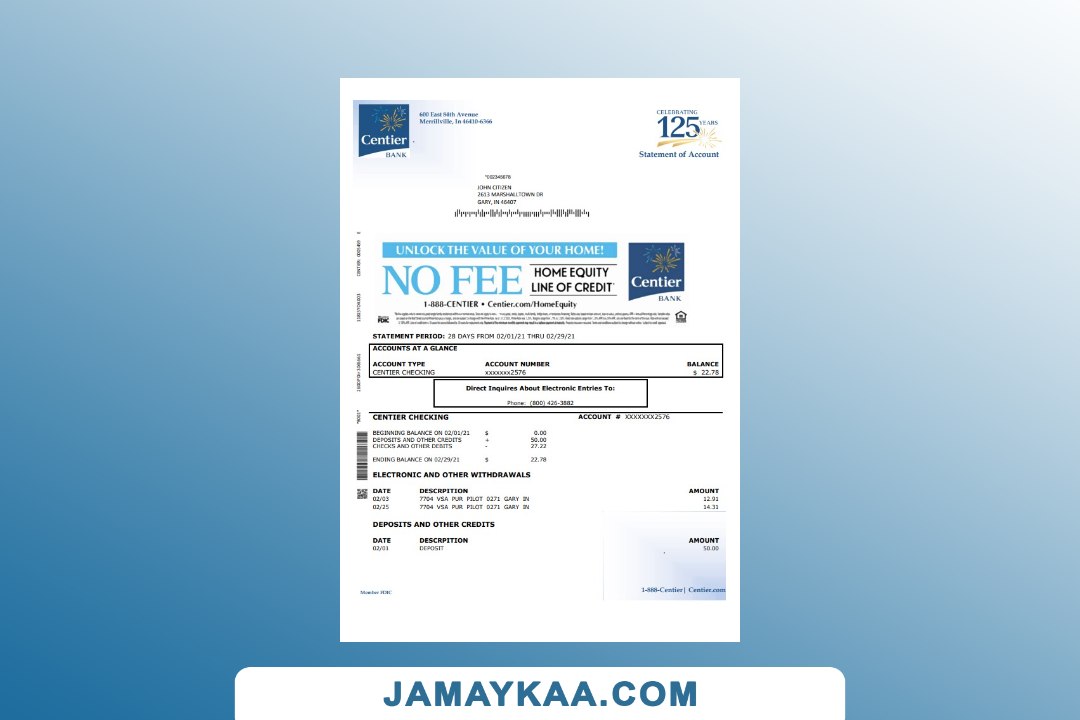 Centier
BANK
600 East 84th Avenue
Merrillville, In 46410-6366
CELEBRATING
125 YEARS
Statement of Account
JOHN CITIZEN
2613 MARSHALLTOWN DR
GARY, IN 46407
UNLOCK THE VALUE OF YOUR HOME!
NO FEE
HOME EQUITY
LINE OF CREDIT
Centier
BANK
1-888-CENTIER • Centier.com/HomeEquity
FDIC
STATEMENT PERIOD: 28 DAYS FROM 02/01/21 THRU 02/29/21
ACCOUNTS AT A GLANCE
ACCOUNT TYPE ACCOUNT NUMBER BALANCE
CENTIER CHECKING xxxxxxx2576 $ 22.78
Direct Inquires About Electronic Entries To:
Phone: (800) 426-3882
CENTIER CHECKING ACCOUNT # XXXXXXX2576
BEGINNING BALANCE ON 02/01/21 $ 0.00
DEPOSITS AND OTHER CREDITS + 50.00
CHECKS AND OTHER DEBITS - 27.22
ENDING BALANCE ON 02/29/21 $ 22.78
ELECTRONIC AND OTHER WITHDRAWALS
DATE DESCRPITION AMOUNT
02/03 7704 VSA PUR PILOT 0271 GARY IN 12.91
02/25 7704 VSA PUR PILOT 0271 GARY IN 14.31
DEPOSITS AND OTHER CREDITS
DATE DESCRPITION AMOUNT
02/01 DEPOSIT 50.00
Member FDIC
1-888-Centier| Centier.com
JAMAYKAA.COM